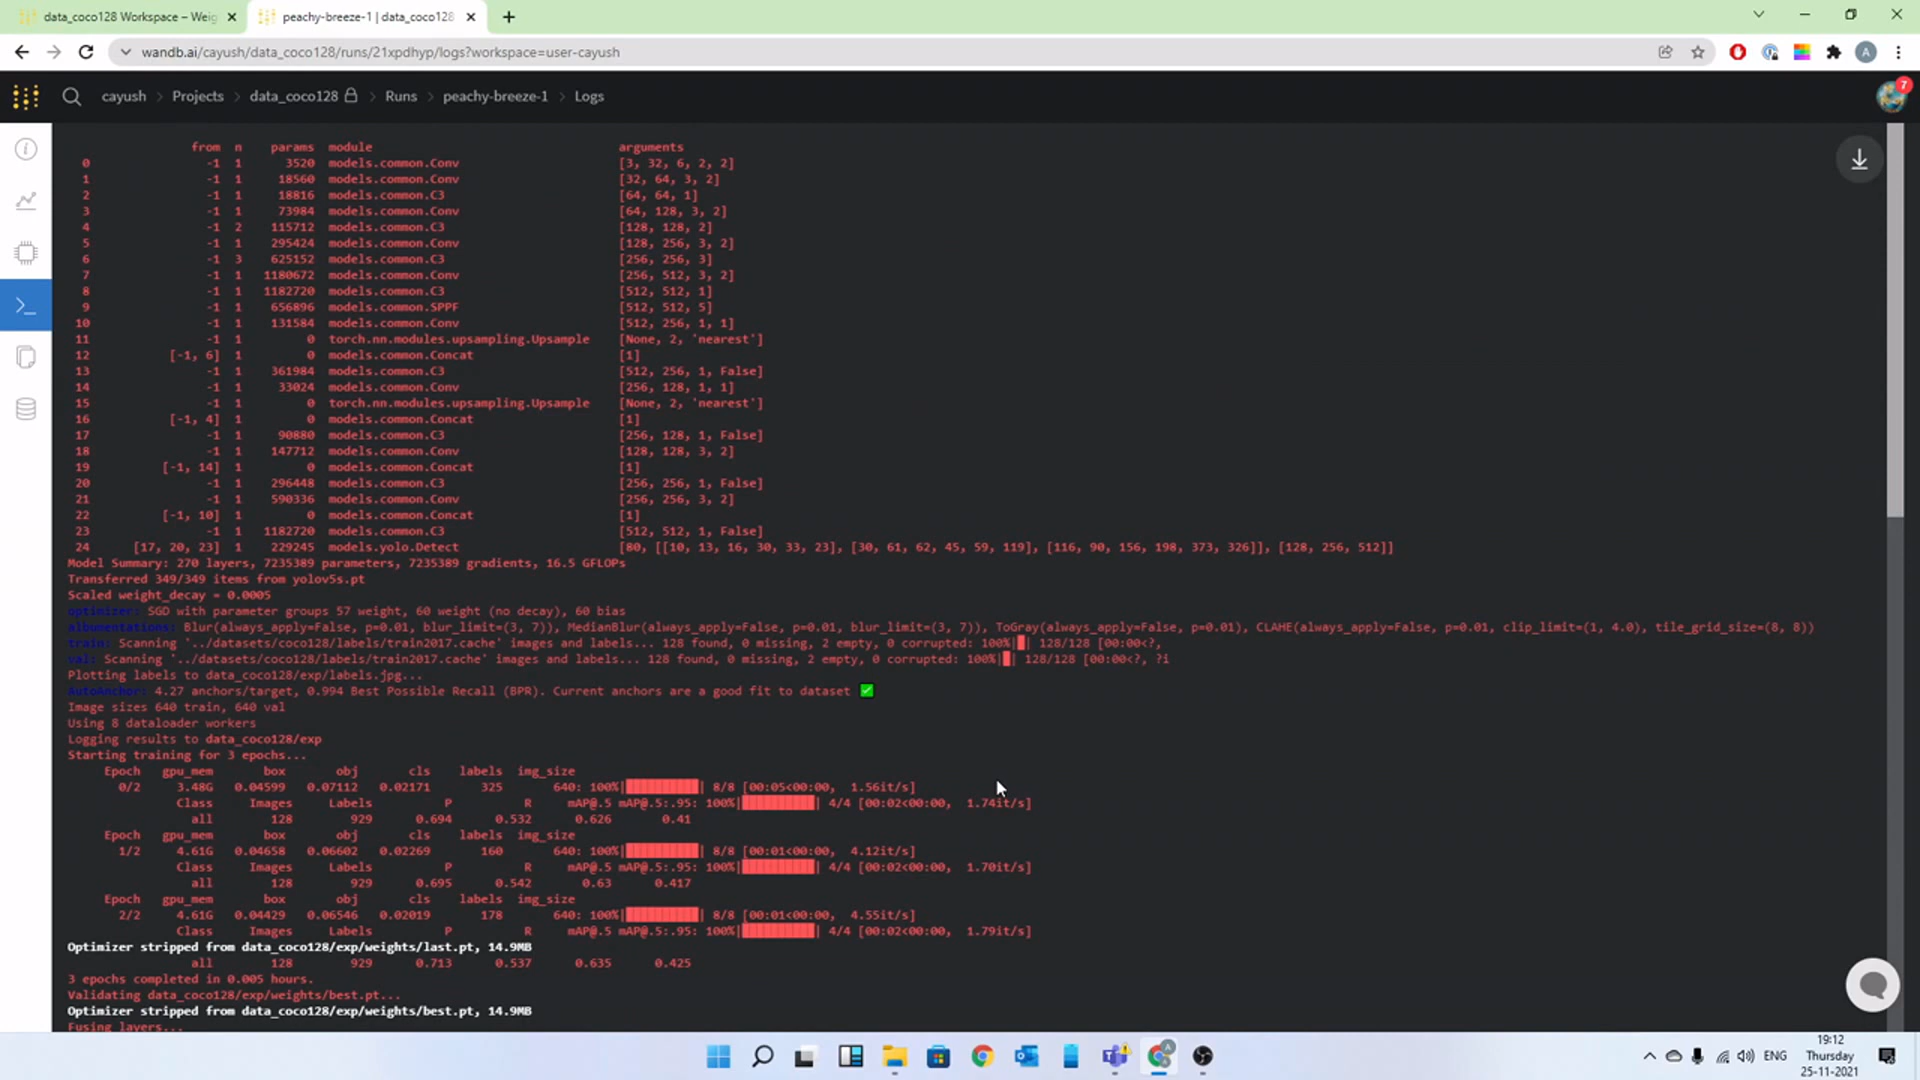 data_coco128 Workspace – Weig
peachy-breeze-1 | data_coco128
wandb.ai/cayush/data_coco128/runs/21xpdhyp/logs?workspace=user-cayush
A
cayush > Projects > data_coco128 > Runs > peachy-breeze-1 > Logs
7
from n params module arguments
0 -1 1 3520 models.common.Conv [3, 32, 6, 2, 2]
1 -1 1 18560 models.common.Conv [32, 64, 3, 2]
2 -1 1 18816 models.common.C3 [64, 64, 1]
3 -1 1 73984 models.common.Conv [64, 128, 3, 2]
4 -1 2 115712 models.common.C3 [128, 128, 2]
5 -1 1 295424 models.common.Conv [128, 256, 3, 2]
6 -1 3 625152 models.common.C3 [256, 256, 3]
7 -1 1 1180672 models.common.Conv [256, 512, 3, 2]
8 -1 1 1182720 models.common.C3 [512, 512, 1]
9 -1 1 656896 models.common.SPPF [512, 512, 5]
10 -1 1 131584 models.common.Conv [512, 256, 1, 1]
11 -1 1 0 torch.nn.modules.upsampling.Upsample [None, 2, 'nearest']
12 [-1, 6] 1 0 models.common.Concat [1]
13 -1 1 361984 models.common.C3 [512, 256, 1, False]
14 -1 1 33024 models.common.Conv [256, 128, 1, 1]
15 -1 1 0 torch.nn.modules.upsampling.Upsample [None, 2, 'nearest']
16 [-1, 4] 1 0 models.common.Concat [1]
17 -1 1 90880 models.common.C3 [256, 128, 1, False]
18 -1 1 147712 models.common.Conv [128, 128, 3, 2]
19 [-1, 14] 1 0 models.common.Concat [1]
20 -1 1 296448 models.common.C3 [256, 256, 1, False]
21 -1 1 590336 models.common.Conv [256, 256, 3, 2]
22 [-1, 10] 1 0 models.common.Concat [1]
23 -1 1 1182720 models.common.C3 [512, 512, 1, False]
24 [17, 20, 23] 1 229245 models.yolo.Detect [80, [[10, 13, 16, 30, 33, 23], [30, 61, 62, 45, 59, 119], [116, 90, 156, 198, 373, 326]], [128, 256, 512]]
Model Summary: 270 layers, 7235389 parameters, 7235389 gradients, 16.5 GFLOPs
Transferred 349/349 items from yolov5s.pt
Scaled weight_decay = 0.0005
optimizer: SGD with parameter groups 57 weight, 60 weight (no decay), 60 bias
albumentations: Blur(always_apply=False, p=0.01, blur_limit=(3, 7)), MedianBlur(always_apply=False, p=0.01, blur_limit=(3, 7)), ToGray(always_apply=False, p=0.01), CLAHE(always_apply=False, p=0.01, clip_limit=(1, 4.0), tile_grid_size=(8, 8))
train: Scanning '../datasets/coco128/labels/train2017.cache' images and labels... 128 found, 0 missing, 2 empty, 0 corrupted: 100%|█| 128/128 [00:00<?,
val: Scanning '../datasets/coco128/labels/train2017.cache' images and labels... 128 found, 0 missing, 2 empty, 0 corrupted: 100%|█| 128/128 [00:00<?, ?i
Plotting labels to data_coco128/exp/labels.jpg...
AutoAnchor: 4.27 anchors/target, 0.994 Best Possible Recall (BPR). Current anchors are a good fit to dataset ✅
Image sizes 640 train, 640 val
Using 8 dataloader workers
Logging results to data_coco128/exp
Starting training for 3 epochs...
Epoch gpu_mem box obj cls labels img_size
0/2 3.48G 0.04599 0.07112 0.02171 325 640: 100%|██████████| 8/8 [00:05<00:00, 1.56it/s]
Class Images Labels P R mAP@.5 mAP@.5:.95: 100%|██████████| 4/4 [00:02<00:00, 1.74it/s]
all 128 929 0.694 0.532 0.626 0.41
Epoch gpu_mem box obj cls labels img_size
1/2 4.61G 0.04658 0.06602 0.02269 160 640: 100%|██████████| 8/8 [00:01<00:00, 4.12it/s]
Class Images Labels P R mAP@.5 mAP@.5:.95: 100%|██████████| 4/4 [00:02<00:00, 1.70it/s]
all 128 929 0.695 0.542 0.63 0.417
Epoch gpu_mem box obj cls labels img_size
2/2 4.61G 0.04429 0.06546 0.02019 178 640: 100%|██████████| 8/8 [00:01<00:00, 4.55it/s]
Class Images Labels P R mAP@.5 mAP@.5:.95: 100%|██████████| 4/4 [00:02<00:00, 1.79it/s]
Optimizer stripped from data_coco128/exp/weights/last.pt, 14.9MB
all 128 929 0.713 0.537 0.635 0.425
3 epochs completed in 0.005 hours.
Validating data_coco128/exp/weights/best.pt...
Optimizer stripped from data_coco128/exp/weights/best.pt, 14.9MB
Fusing layers...
ENG
19:12
Thursday
25-11-2021